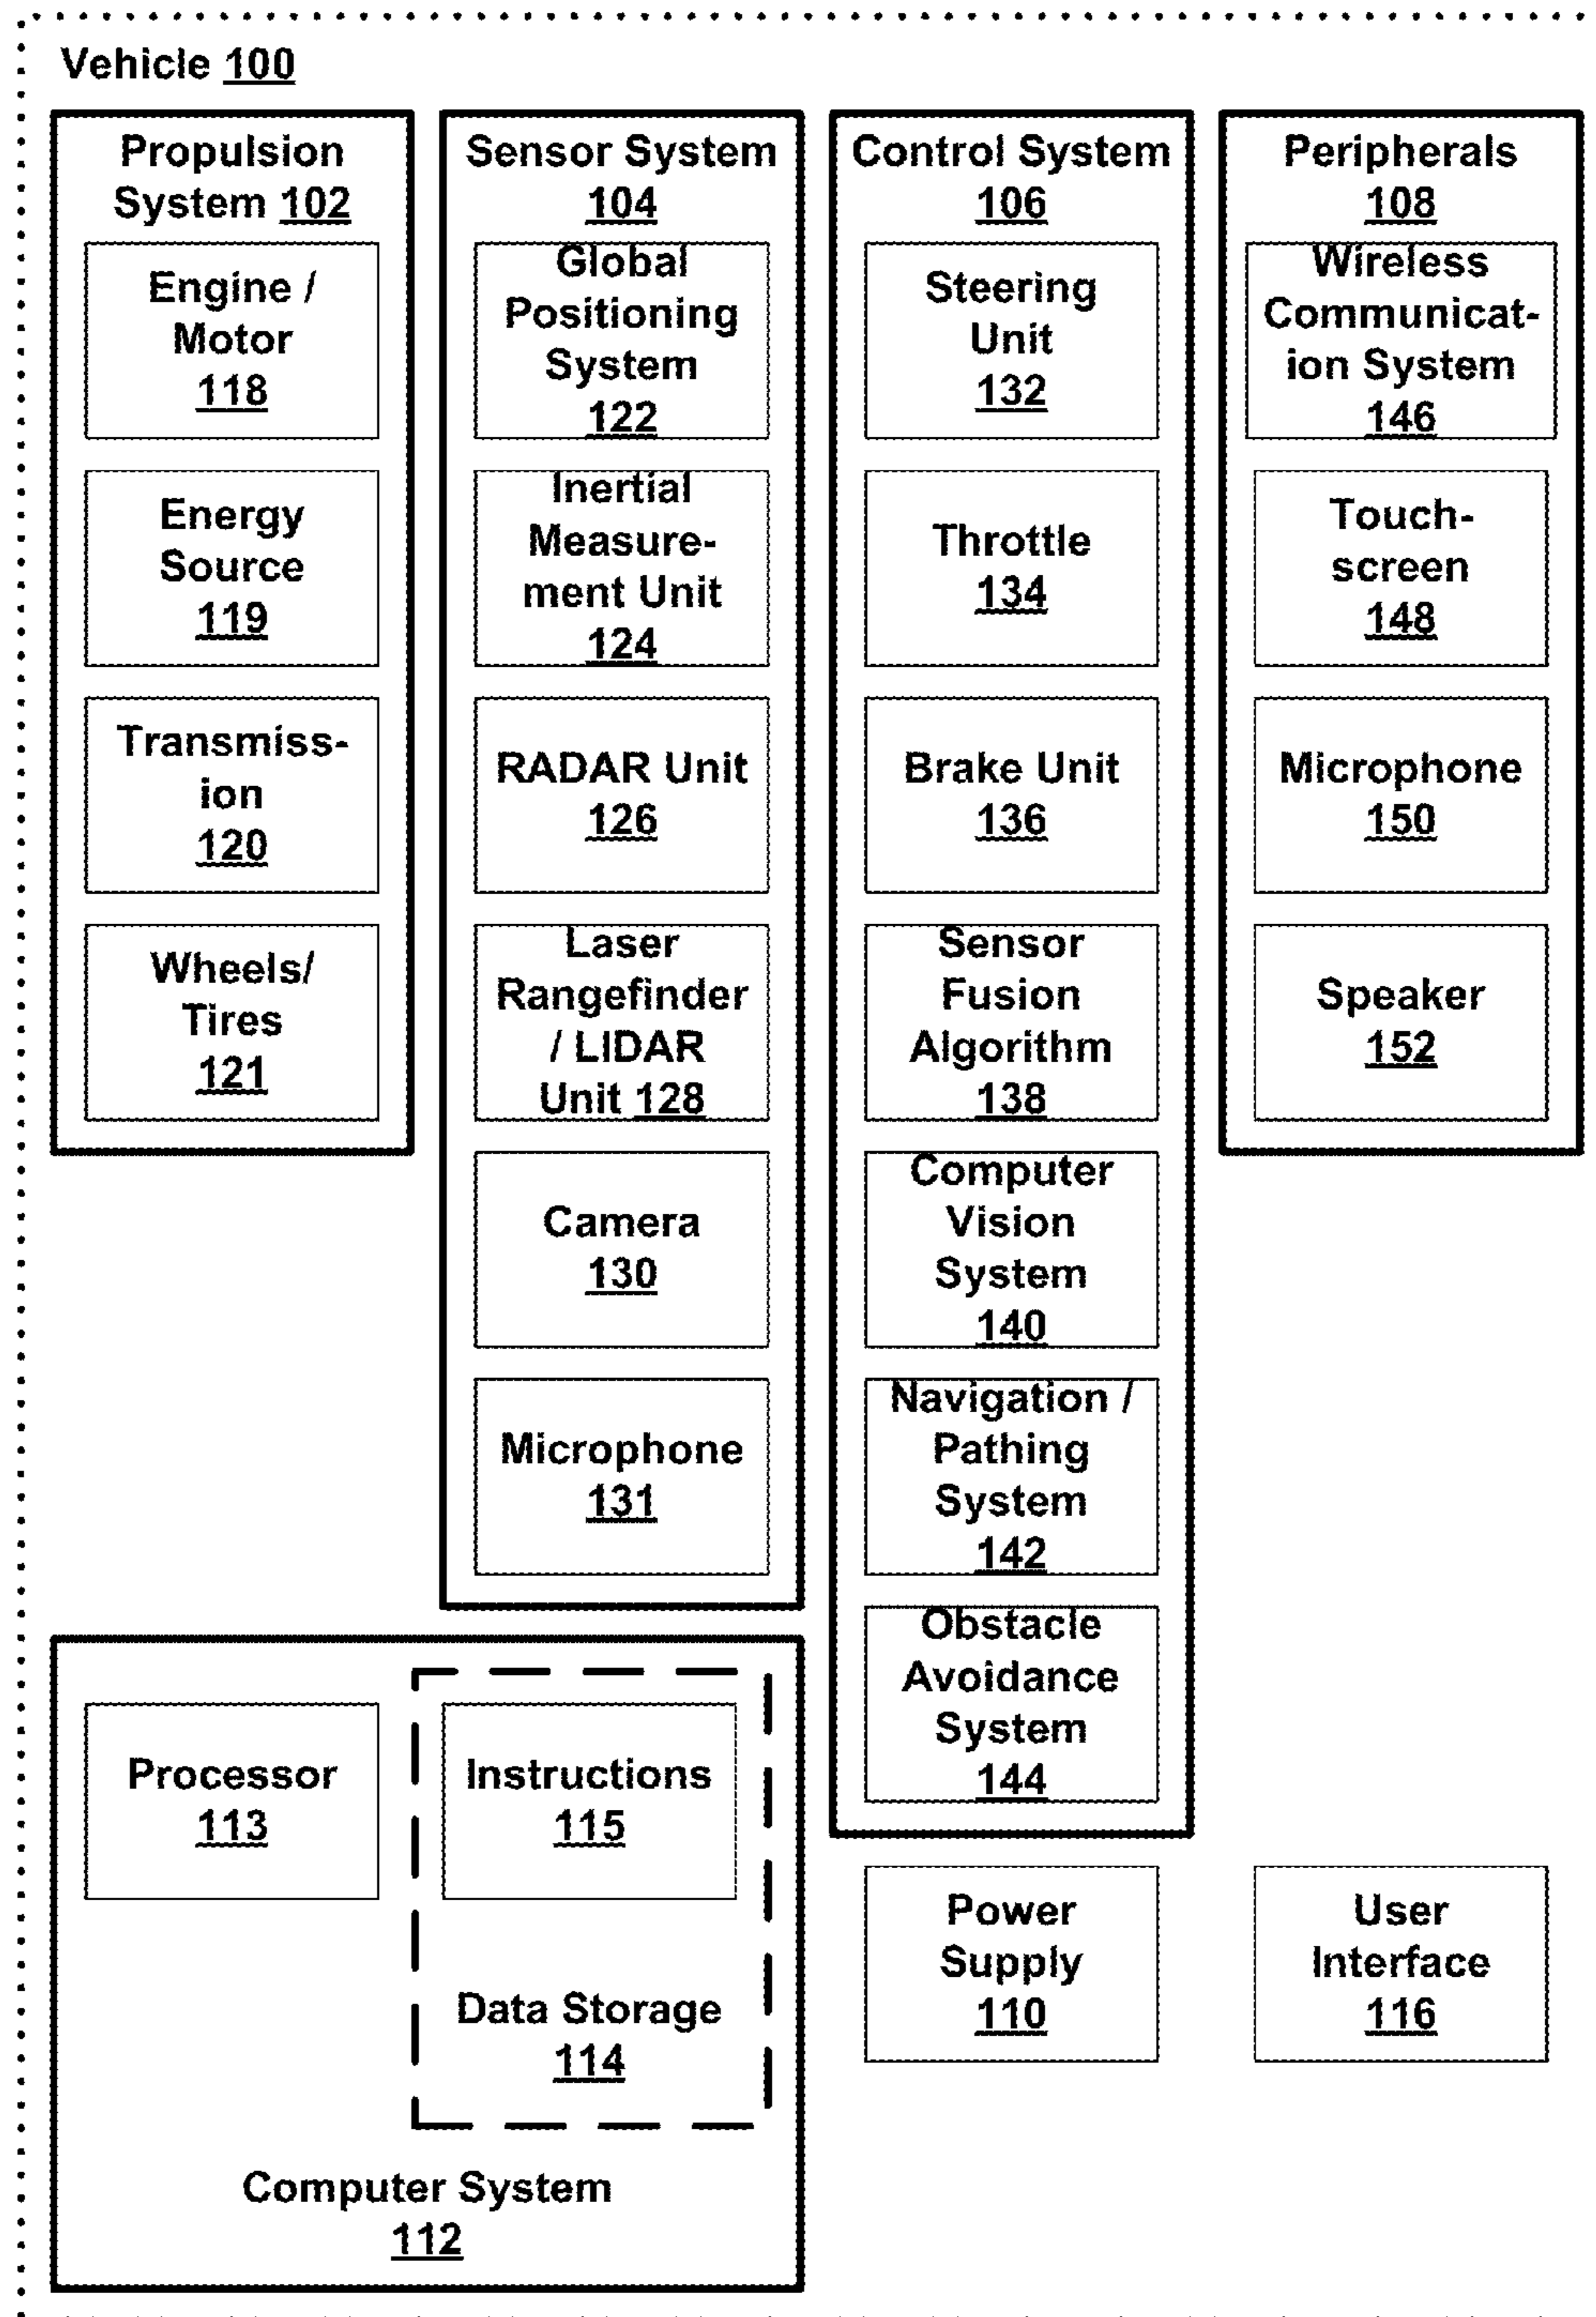 Vehicle 100
Propulsion
System 102
Engine /
Motor
118
Energy
Source
119
Transmiss-
ion
120
Wheels/
Tires
121
Sensor System
104
Global
Positioning
System
122
Inertial
Measure-
ment Unit
124
RADAR Unit
126
Laser
Rangefinder
/ LIDAR
Unit 128
Camera
130
Microphone
131
Control System
106
Steering
Unit
132
Throttle
134
Brake Unit
136
Sensor
Fusion
Algorithm
138
Computer
Vision
System
140
Navigation /
Pathing
System
142
Obstacle
Avoidance
System
144
Peripherals
108
Wireless
Communicat-
ion System
146
Touch-
screen
148
Microphone
150
Speaker
152
Processor
113
Instructions
115
Data Storage
114
Computer System
112
Power
Supply
110
User
Interface
116